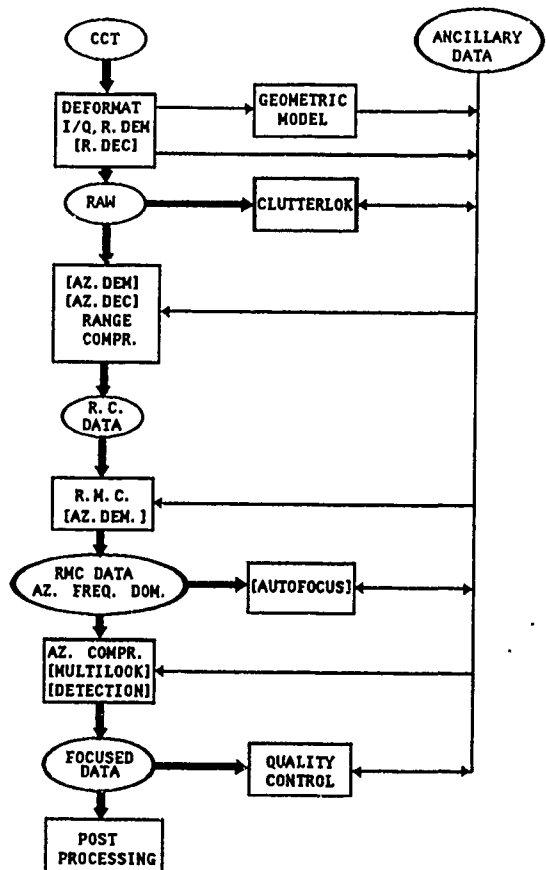 CCT
ANCILLARY
DATA
DEFORMAT
I/Q, R. DEM
[R. DEC]
GEOMETRIC
MODEL
RAW
CLUTTERLOK
[AZ. DEM]
[AZ. DEC]
RANGE
COMPR.
R. C.
DATA
R. M. C.
[AZ. DEM. ]
RMC DATA
AZ. FREQ. DOM.
[AUTOFOCUS]
AZ. COMPR.
[MULTILOOK]
[DETECTION]
FOCUSED
DATA
QUALITY
CONTROL
POST
PROCESSING